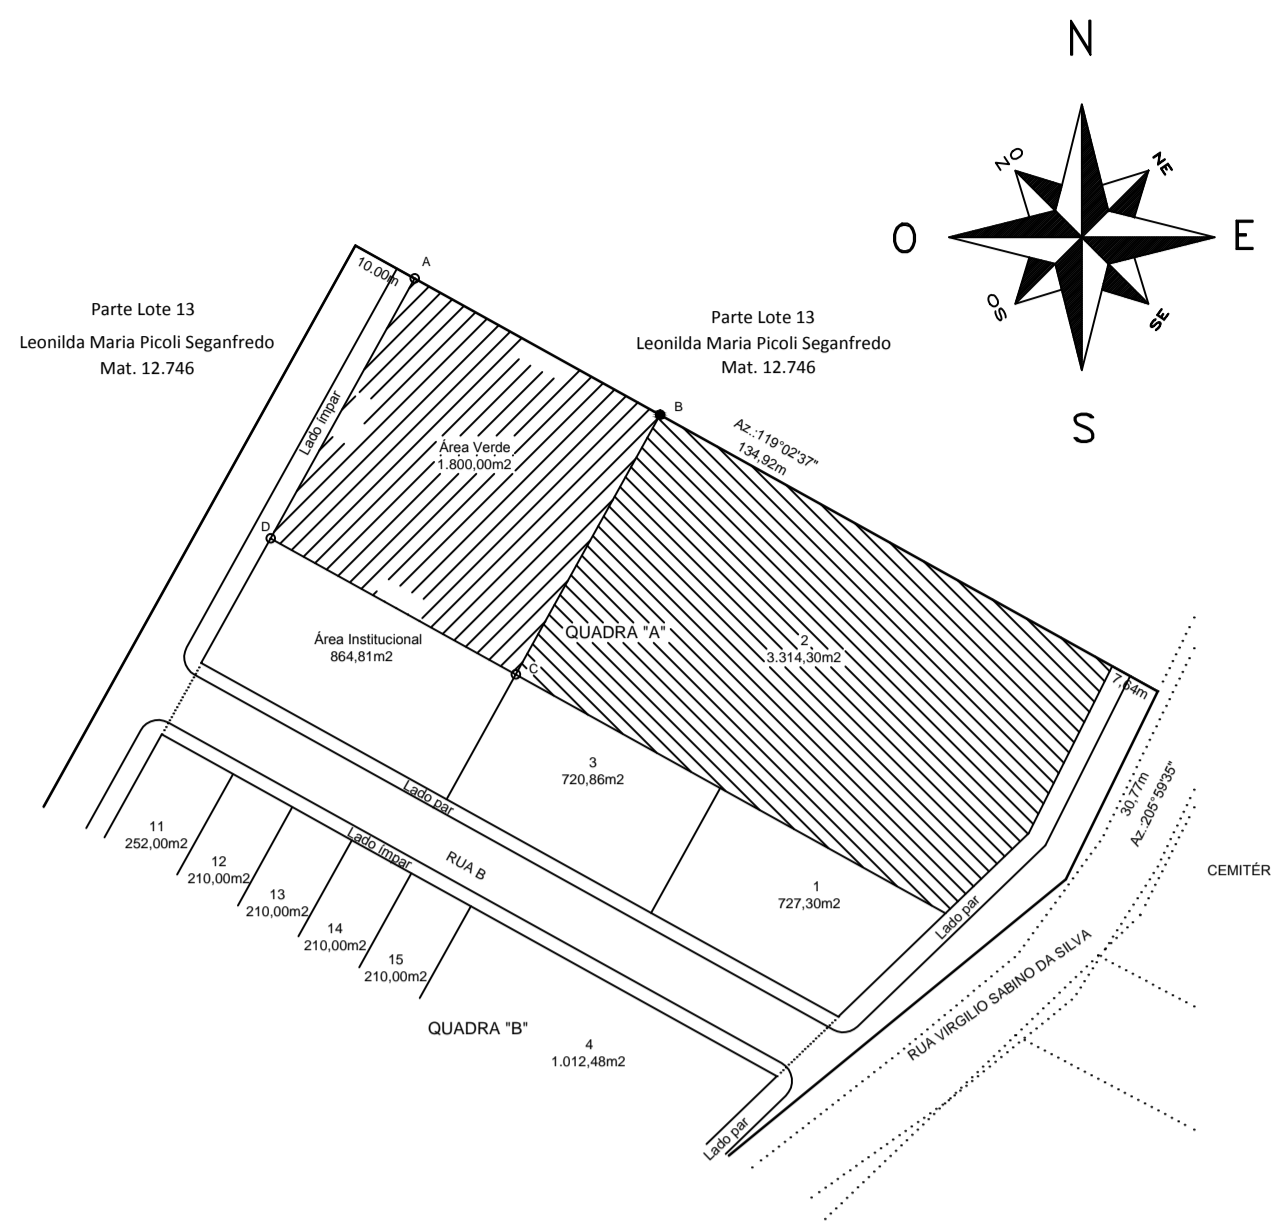 N
NO
NE
O
E
SO
SE
S
10.00m
A
Parte Lote 13
Leonilda Maria Picoli Seganfredo
Mat. 12.746
Parte Lote 13
Leonilda Maria Picoli Seganfredo
Mat. 12.746
Lado ímpar
B
Az.:119°02'37"
134,92m
Área Verde
1.800,00m2
D
Área Institucional
864,81m2
QUADRA "A"
2
3.314,30m2
C
7,64m
3
720,86m2
30,77m
Az.:205°59'35"
Lado par
1
727,30m2
CEMITÉR
11
252,00m2
Lado ímpar
RUA B
12
210,00m2
13
210,00m2
14
210,00m2
15
210,00m2
Lado par
RUA VIRGILIO SABINO DA SILVA
QUADRA "B"
4
1.012,48m2
Lado par